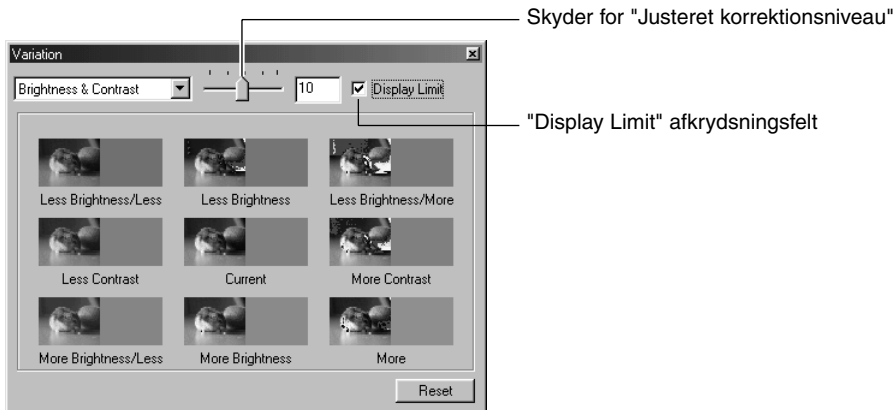 Skyder for "Justeret korrektionsniveau"
Variation
Brightness & Contrast
10
Display Limit
"Display Limit" afkrydsningsfelt
Less Brightness/Less
Less Brightness
Less Brightness/More
Less Contrast
Current
More Contrast
More Brightness/Less
More Brightness
More
Reset